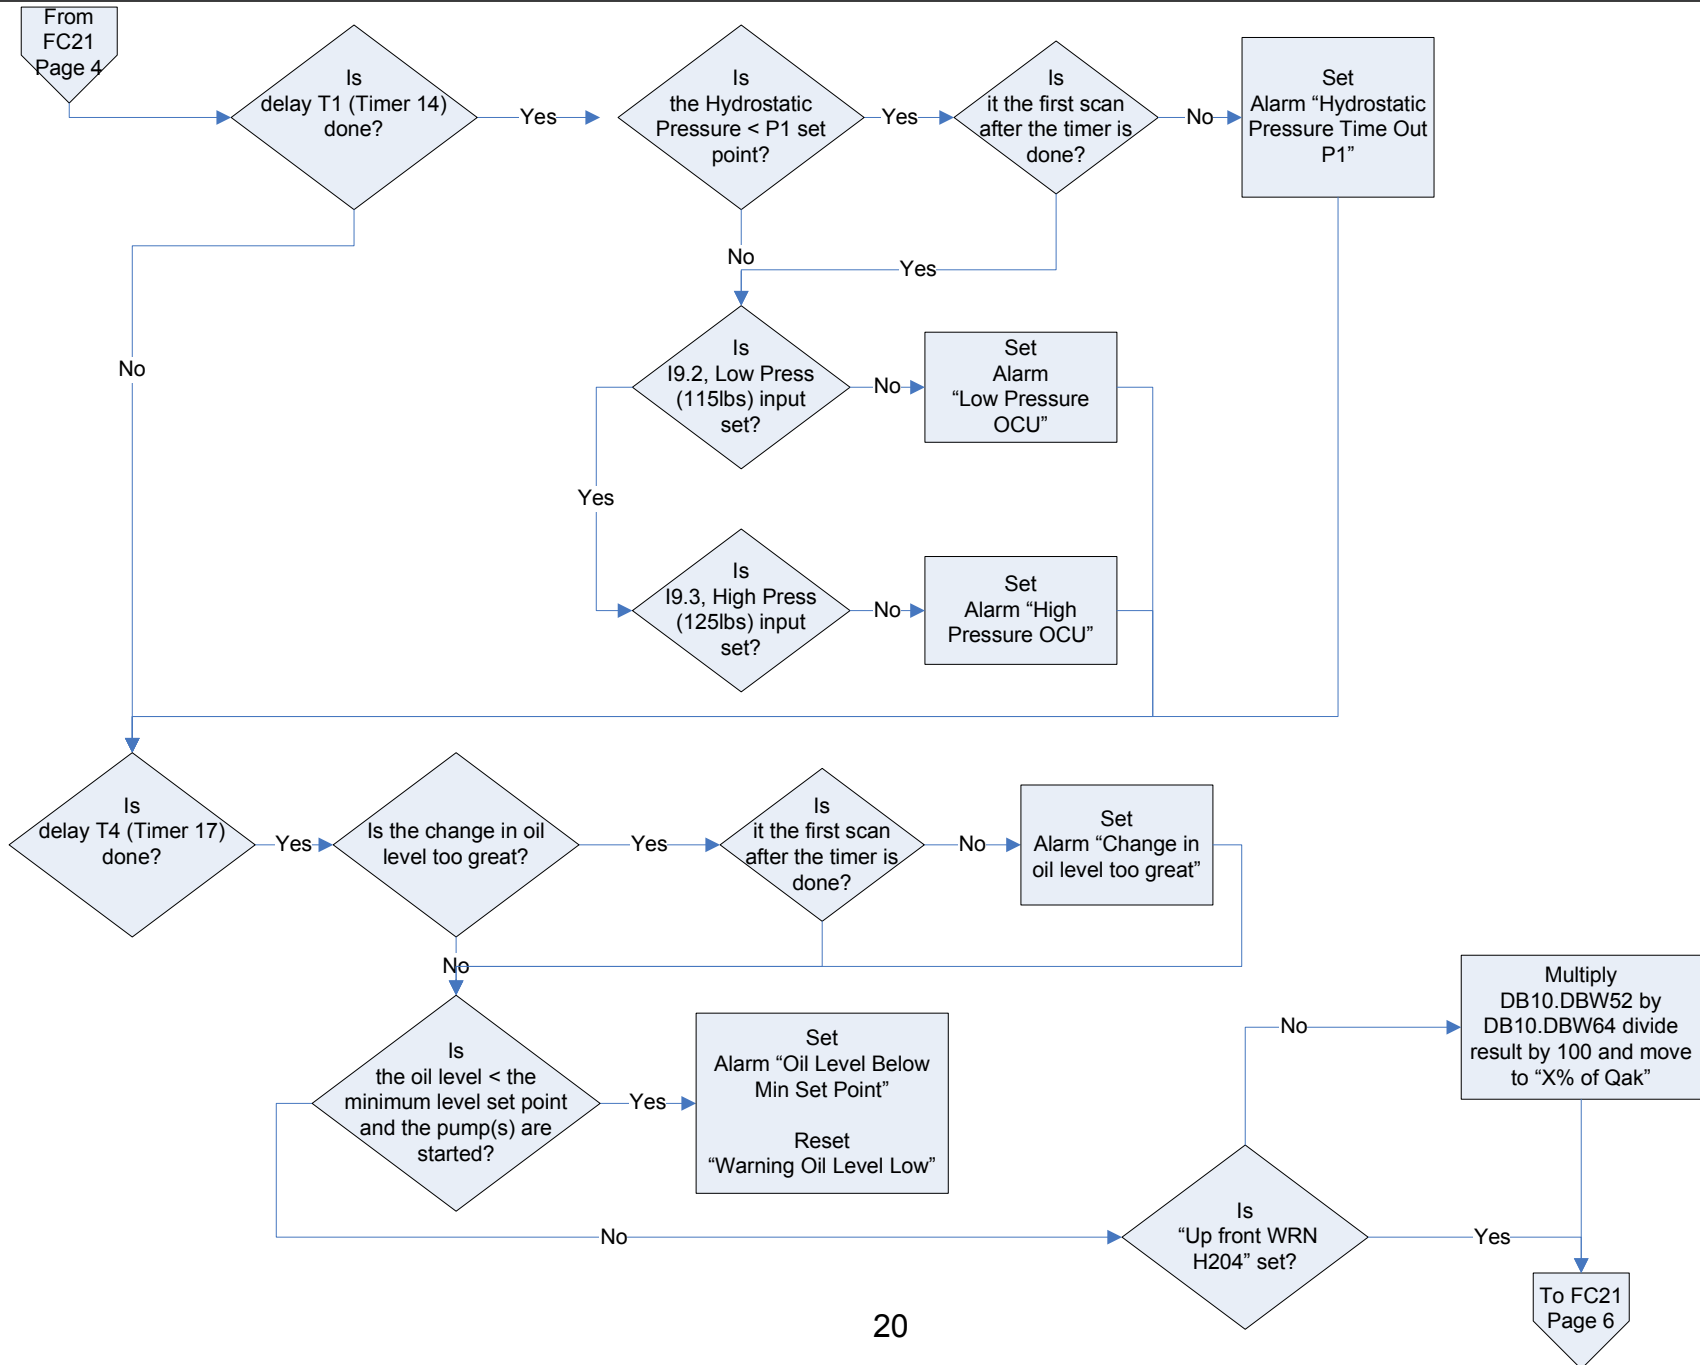 From
FC21
Page 4
Is
delay T1 (Timer 14)
done?
Yes
Is
the Hydrostatic
Pressure < P1 set
point?
Yes
Is
it the first scan
after the timer is
done?
No
Set
Alarm “Hydrostatic
Pressure Time Out
P1”
No
Yes
No
Is
I9.2, Low Press
(115lbs) input
set?
No
Set
Alarm
“Low Pressure
OCU”
Yes
Is
I9.3, High Press
(125lbs) input
set?
No
Set
Alarm “High
Pressure OCU”
Is
delay T4 (Timer 17)
done?
Yes
Is the change in oil
level too great?
Yes
Is
it the first scan
after the timer is
done?
No
Set
Alarm “Change in
oil level too great”
No
Is
the oil level < the
minimum level set point
and the pump(s) are
started?
Yes
Set
Alarm “Oil Level Below
Min Set Point”
Reset
“Warning Oil Level Low”
No
Multiply
DB10.DBW52 by
DB10.DBW64 divide
result by 100 and move
to “X% of Qak”
No
Is
“Up front WRN
H204” set?
Yes
To FC21
Page 6
20